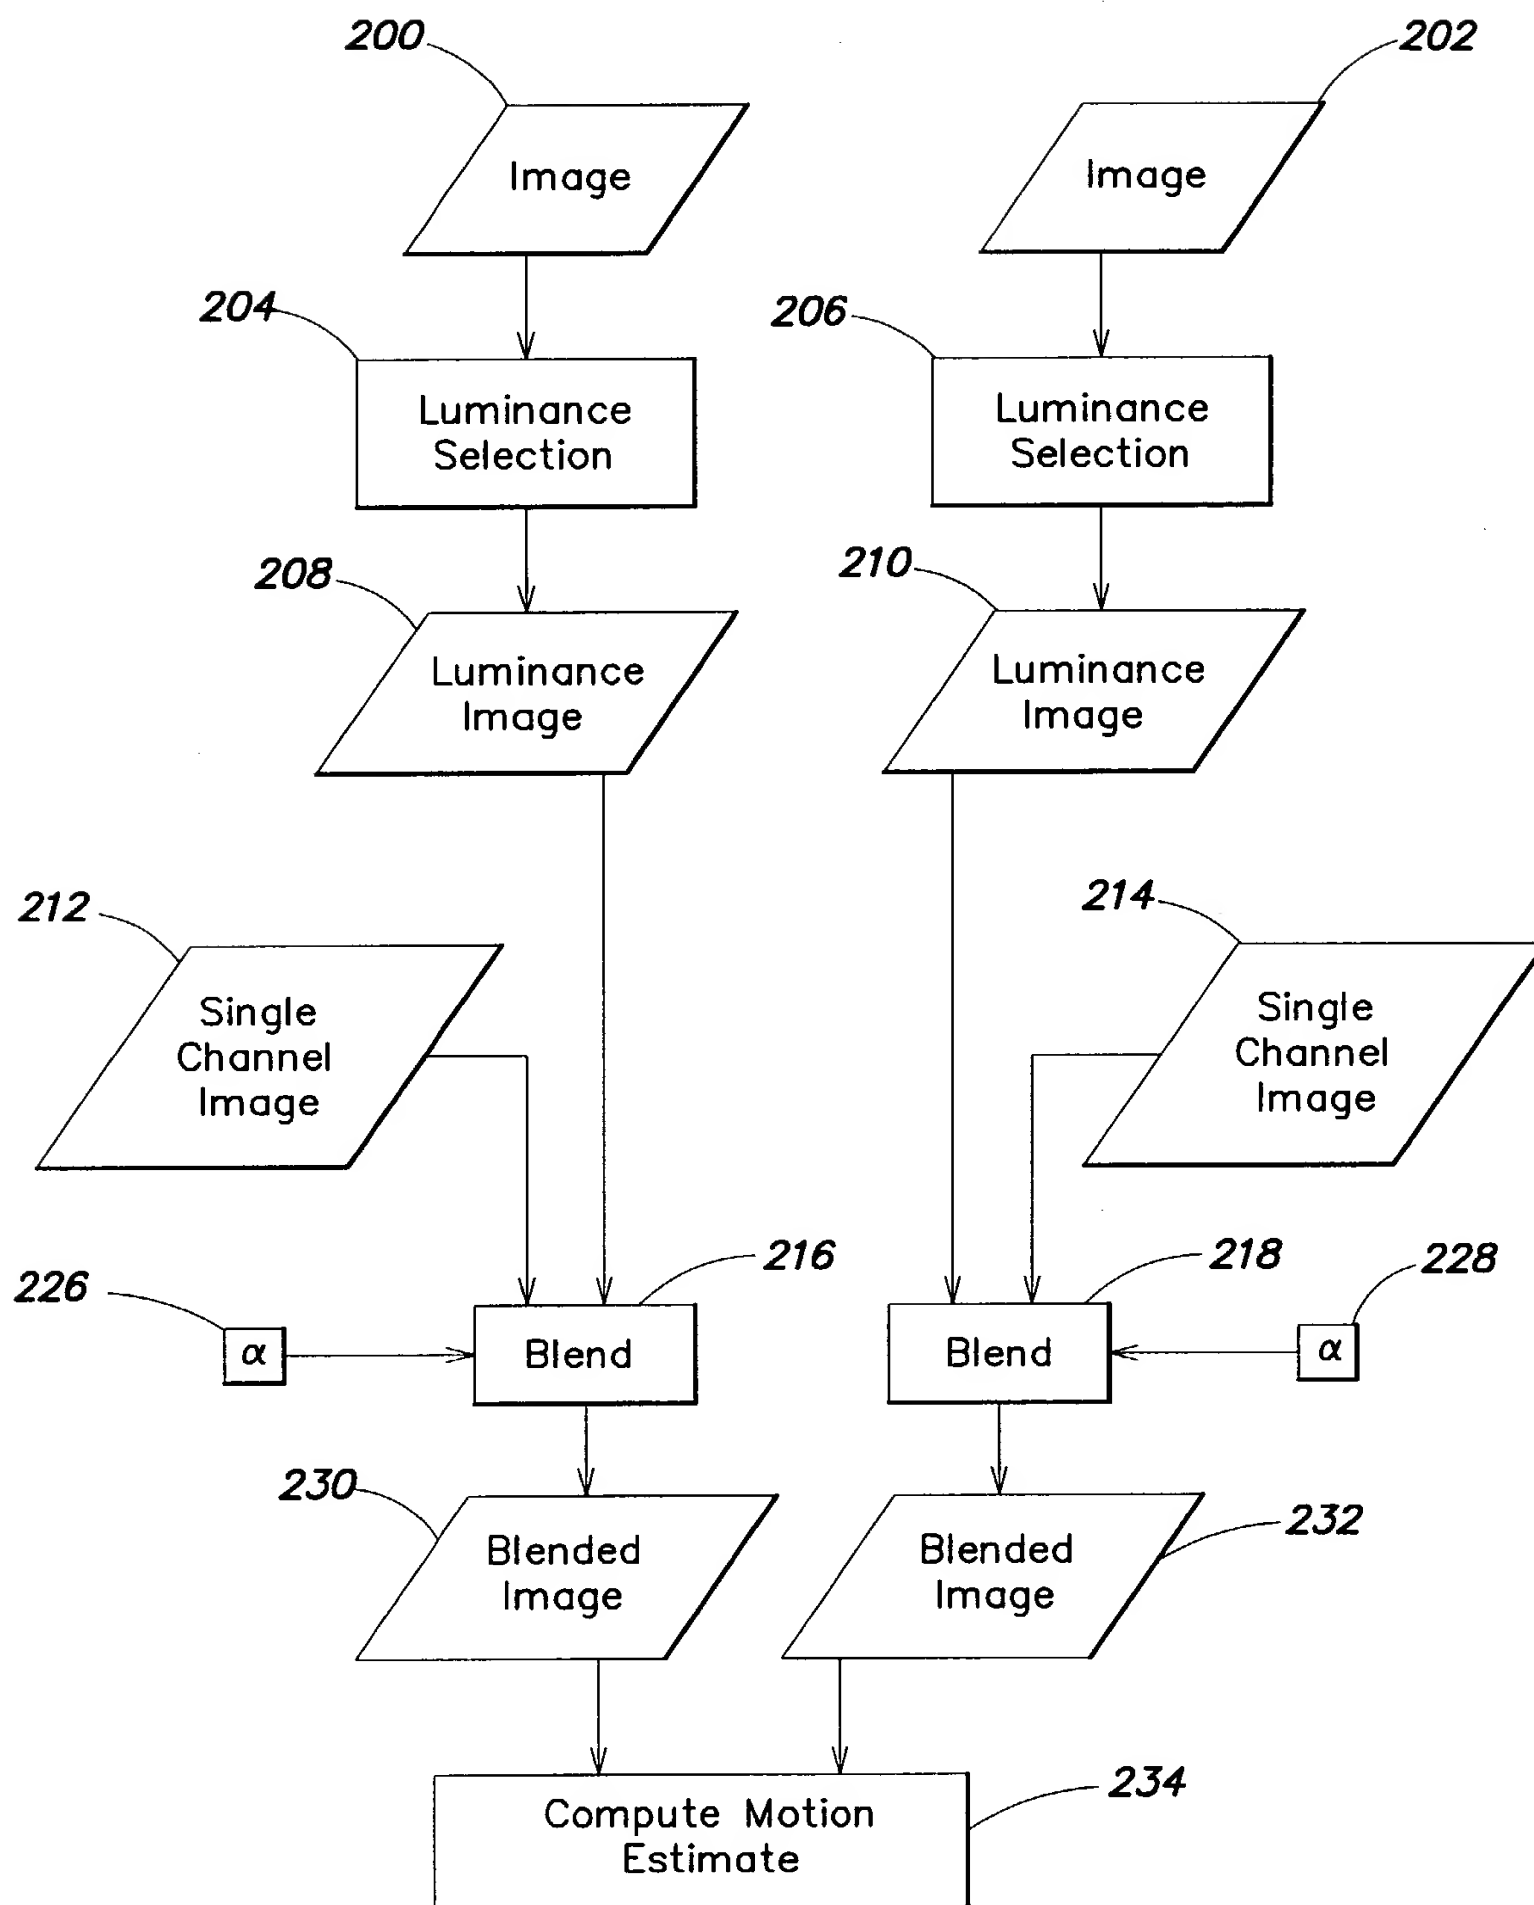 200
202
Image
Image
204
206
Luminance
Selection
Luminance
Selection
208
210
Luminance
Image
Luminance
Image
212
214
Single
Channel
Image
Single
Channel
Image
216
218
226
228
α
Blend
Blend
α
230
232
Blended
Image
Blended
Image
234
Compute Motion
Estimate